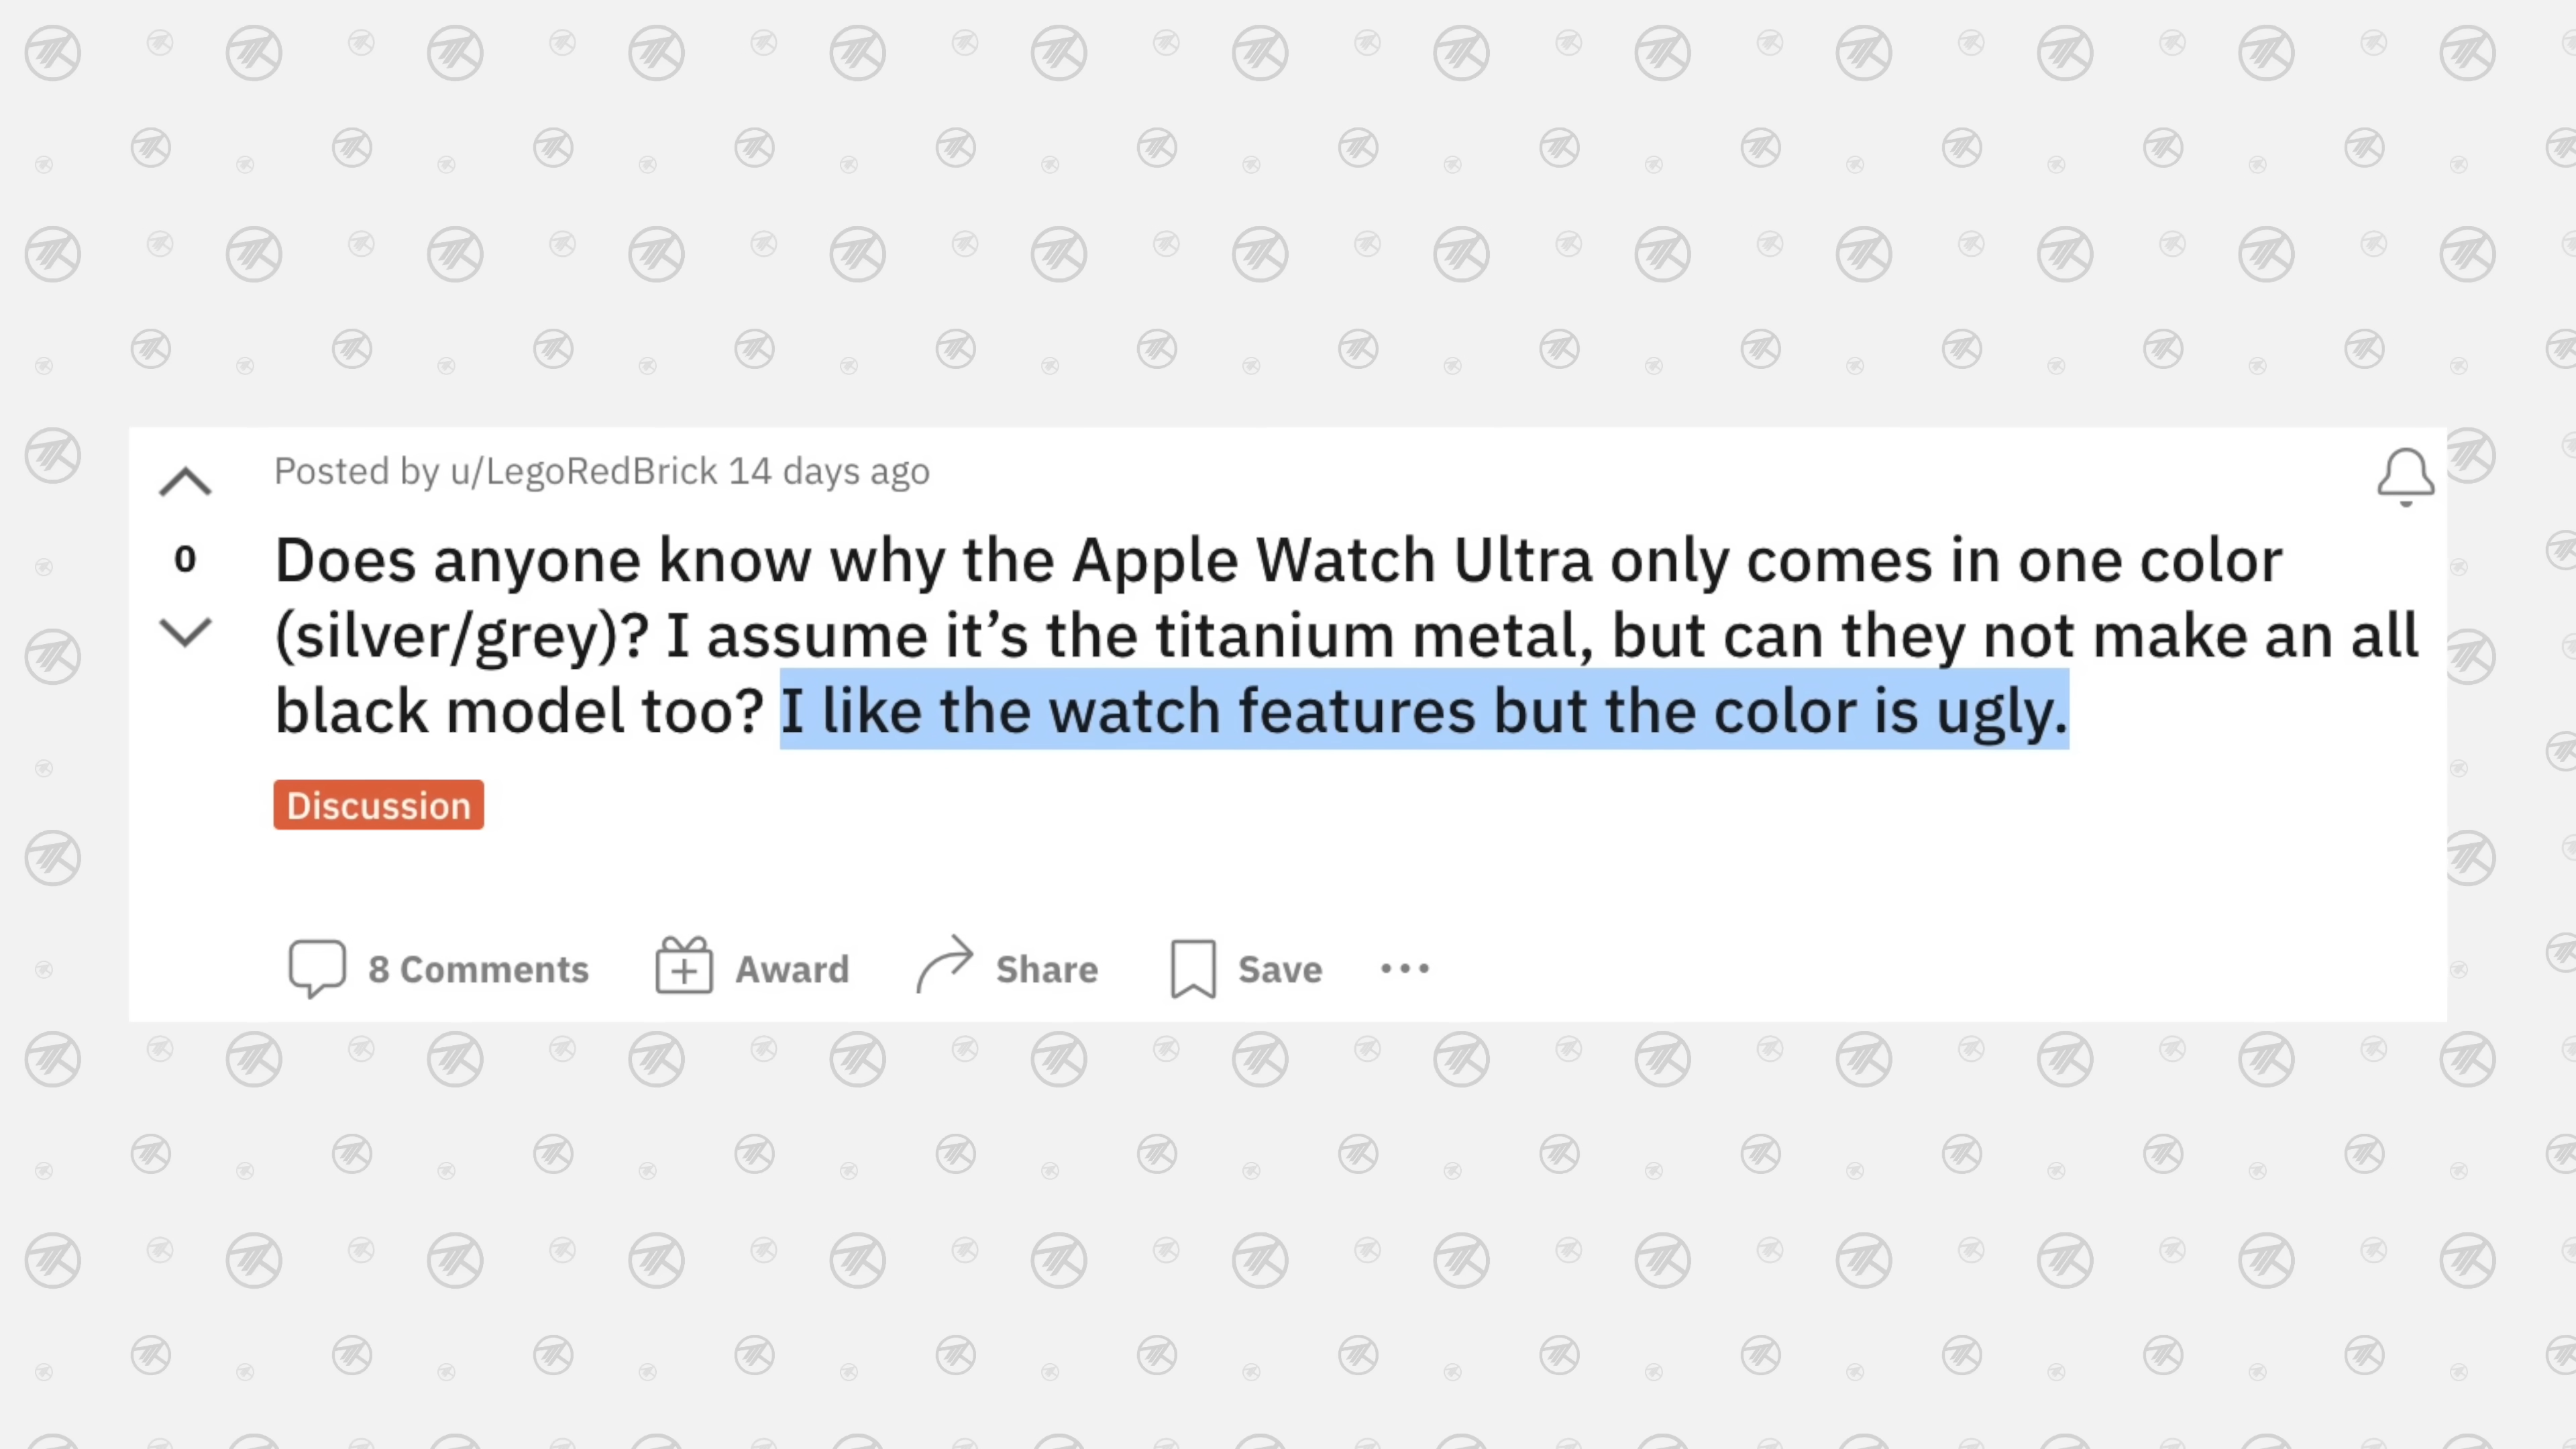 Posted by u/LegoRedBrick 14 days ago
0
Does anyone know why the Apple Watch Ultra only comes in one color
(silver/grey)? I assume it’s the titanium metal, but can they not make an all
black model too? I like the watch features but the color is ugly.
Discussion
8 Comments Award Share Save